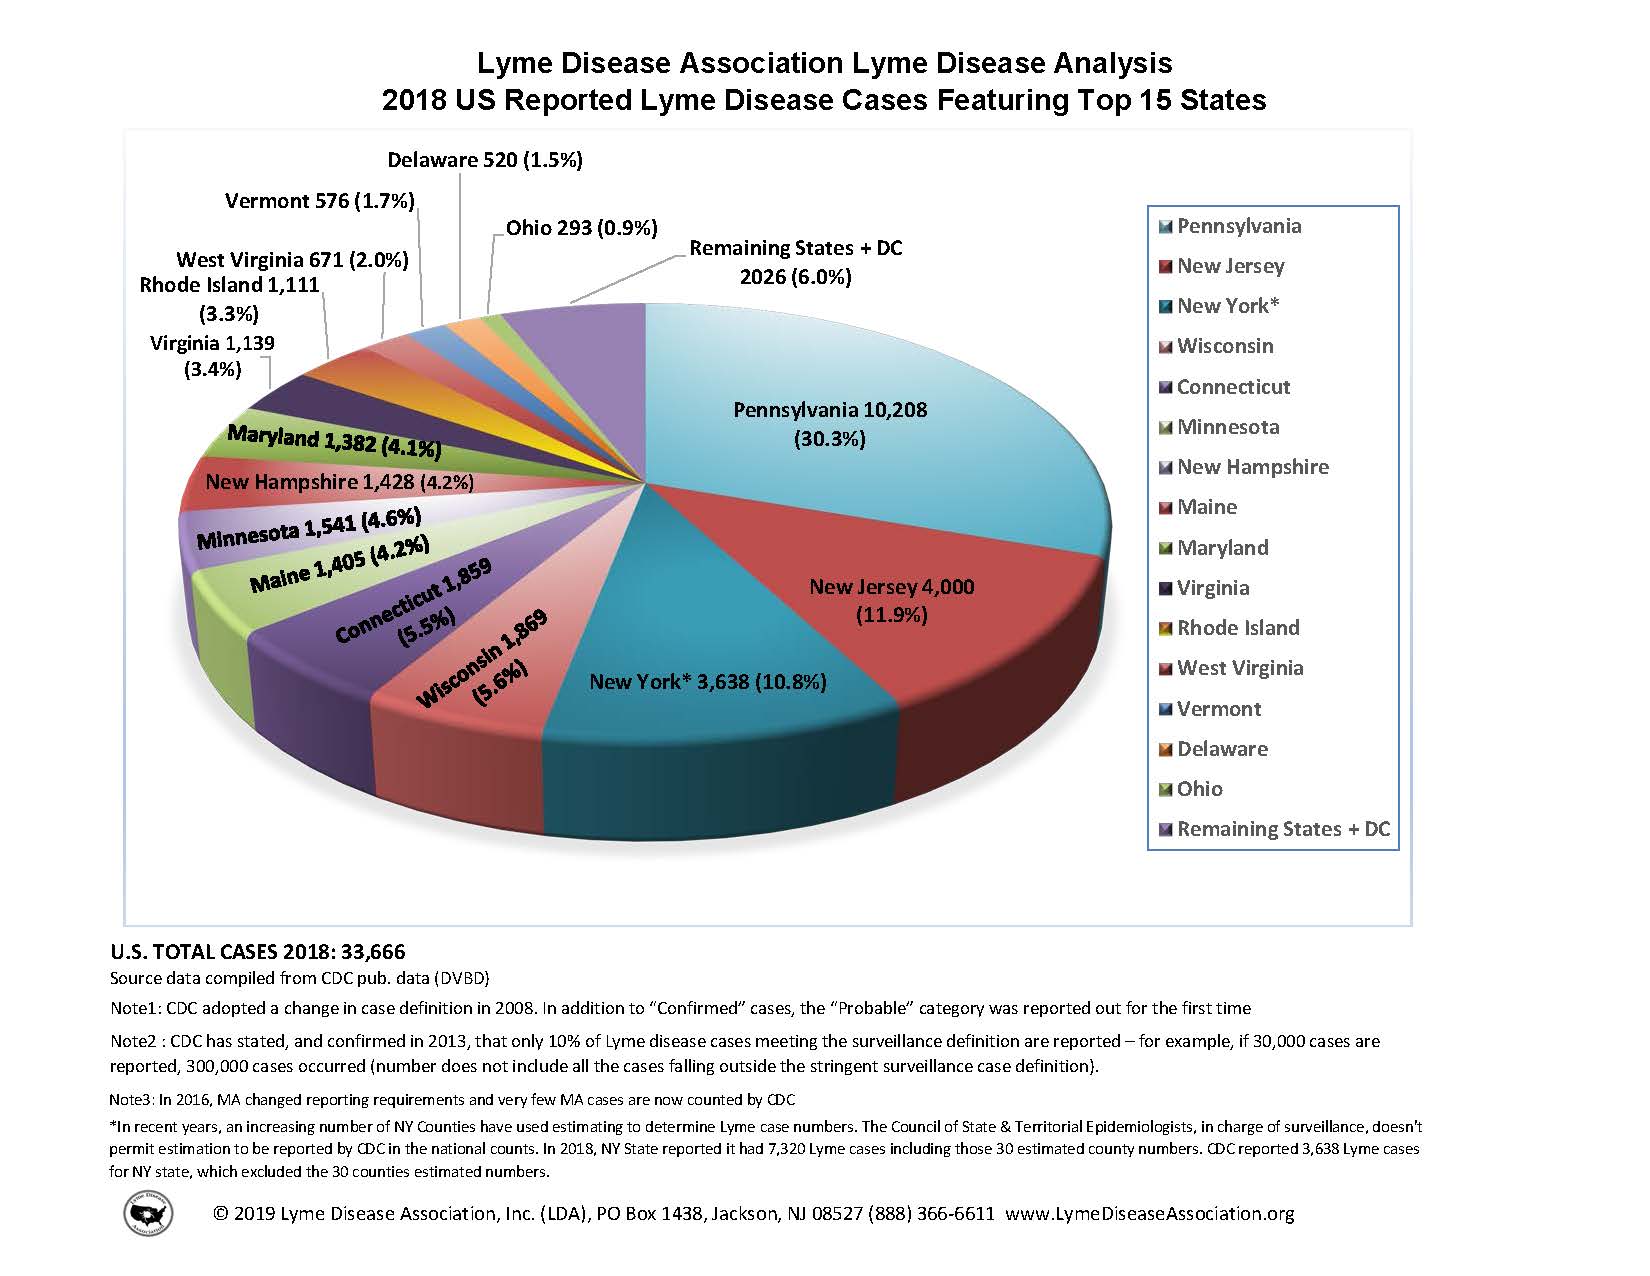 Lyme Disease Association Lyme Disease Analysis
2018 US Reported Lyme Disease Cases Featuring Top 15 States
Delaware 520 (1.5%)
Vermont 576 (1.7%)
Ohio 293 (0.9%)
Remaining States + DC
2026 (6.0%)
West Virginia 671 (2.0%)
Rhode Island 1,111
(3.3%)
Virginia 1,139
(3.4%)
Pennsylvania 10,208
(30.3%)
Maryland 1,382 (4.1%)
New Hampshire 1,428 (4.2%)
Minnesota 1,541 (4.6%)
Maine 1,405 (4.2%)
Connecticut 1,859
(5.5%)
Wisconsin 1,869
(5.6%)
New York* 3,638 (10.8%)
New Jersey 4,000
(11.9%)
Pennsylvania
New Jersey
New York*
Wisconsin
Connecticut
Minnesota
New Hampshire
Maine
Maryland
Virginia
Rhode Island
West Virginia
Vermont
Delaware
Ohio
Remaining States + DC
U.S. TOTAL CASES 2018: 33,666
Source data compiled from CDC pub. data (DVBD)
Note1: CDC adopted a change in case definition in 2008. In addition to “Confirmed” cases, the “Probable” category was reported out for the first time
Note2 : CDC has stated, and confirmed in 2013, that only 10% of Lyme disease cases meeting the surveillance definition are reported – for example, if 30,000 cases are
reported, 300,000 cases occurred (number does not include all the cases falling outside the stringent surveillance case definition).
Note3: In 2016, MA changed reporting requirements and very few MA cases are now counted by CDC
*In recent years, an increasing number of NY Counties have used estimating to determine Lyme case numbers. The Council of State & Territorial Epidemiologists, in charge of surveillance, doesn't
permit estimation to be reported by CDC in the national counts. In 2018, NY State reported it had 7,320 Lyme cases including those 30 estimated county numbers. CDC reported 3,638 Lyme cases
for NY state, which excluded the 30 counties estimated numbers.
Lyme Disease
Association
© 2019 Lyme Disease Association, Inc. (LDA), PO Box 1438, Jackson, NJ 08527 (888) 366-6611 www.LymeDiseaseAssociation.org